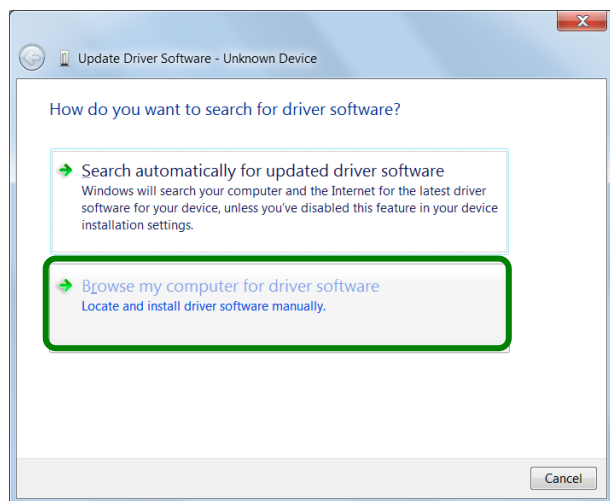 X
Update Driver Software - Unknown Device
How do you want to search for driver software?
Search automatically for updated driver software
Windows will search your computer and the Internet for the latest driver
software for your device, unless you've disabled this feature in your device
installation settings.
Browse my computer for driver software
Locate and install driver software manually.
Cancel